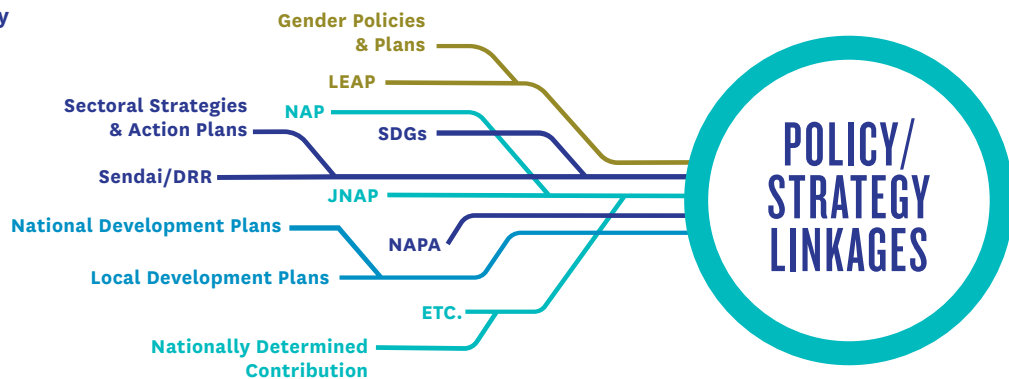 y
Gender Policies
& Plans
LEAP
Sectoral Strategies
& Action Plans
NAP
SDGs
Sendai/DRR
JNAP
National Development Plans
NAPA
Local Development Plans
ETC.
Nationally Determined
Contribution
POLICY/
STRATEGY
LINKAGES